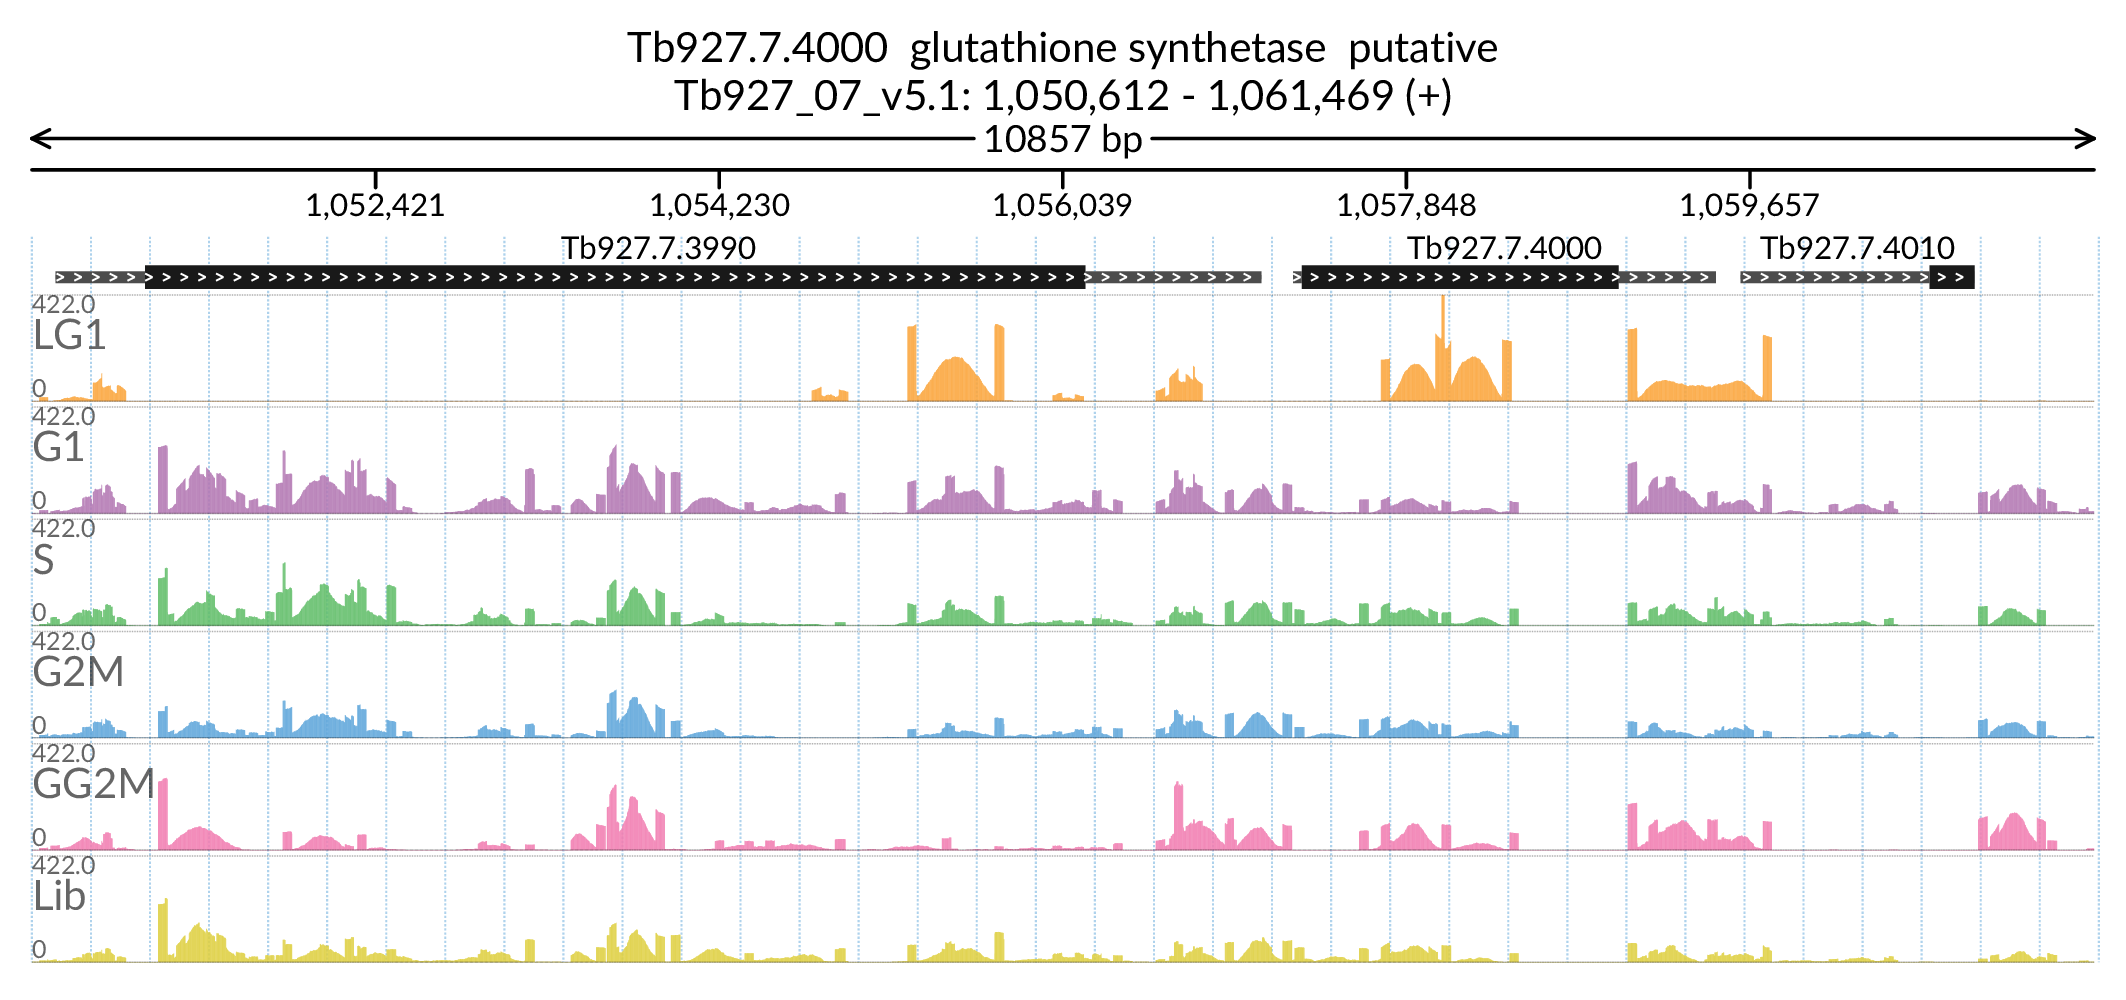 Tb927.7.4000 glutathione synthetase putative
Tb927_07_v5.1: 1,050,612 - 1,061,469 (+)
10857 bp
1,052,421 1,054,230 1,056,039 1,057,848 1,059,657
Tb927.7.3990 Tb927.7.4000 Tb927.7.4010
422.0
LG1
0
422.0
G1
0
422.0
S
0
422.0
G2M
0
422.0
GG2M
0
422.0
Lib
0